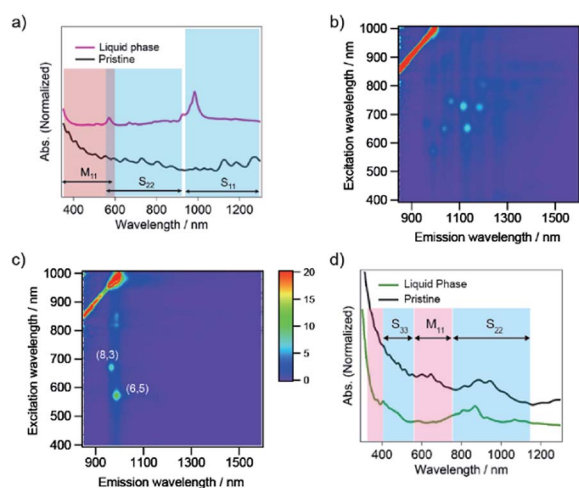 a)
Liquid phase
Pristine
Abs. (Normalized)
M11
S22
S11
400 600 800 1000 1200
Wavelength / nm
b)
Excitation wavelength / nm
1000
900
800
700
600
500
400
900 1100 1300 1500
Emission wavelength / nm
c)
Excitation wavelength / nm
1000
900
800
700
600
500
400
(8,3)
(6,5)
900 1100 1300 1500
Emission wavelength / nm
20
15
10
5
0
d)
Liquid Phase
Pristine
Abs. (Normalized)
S33
M11
S22
400 600 800 1000 1200
Wavelength / nm